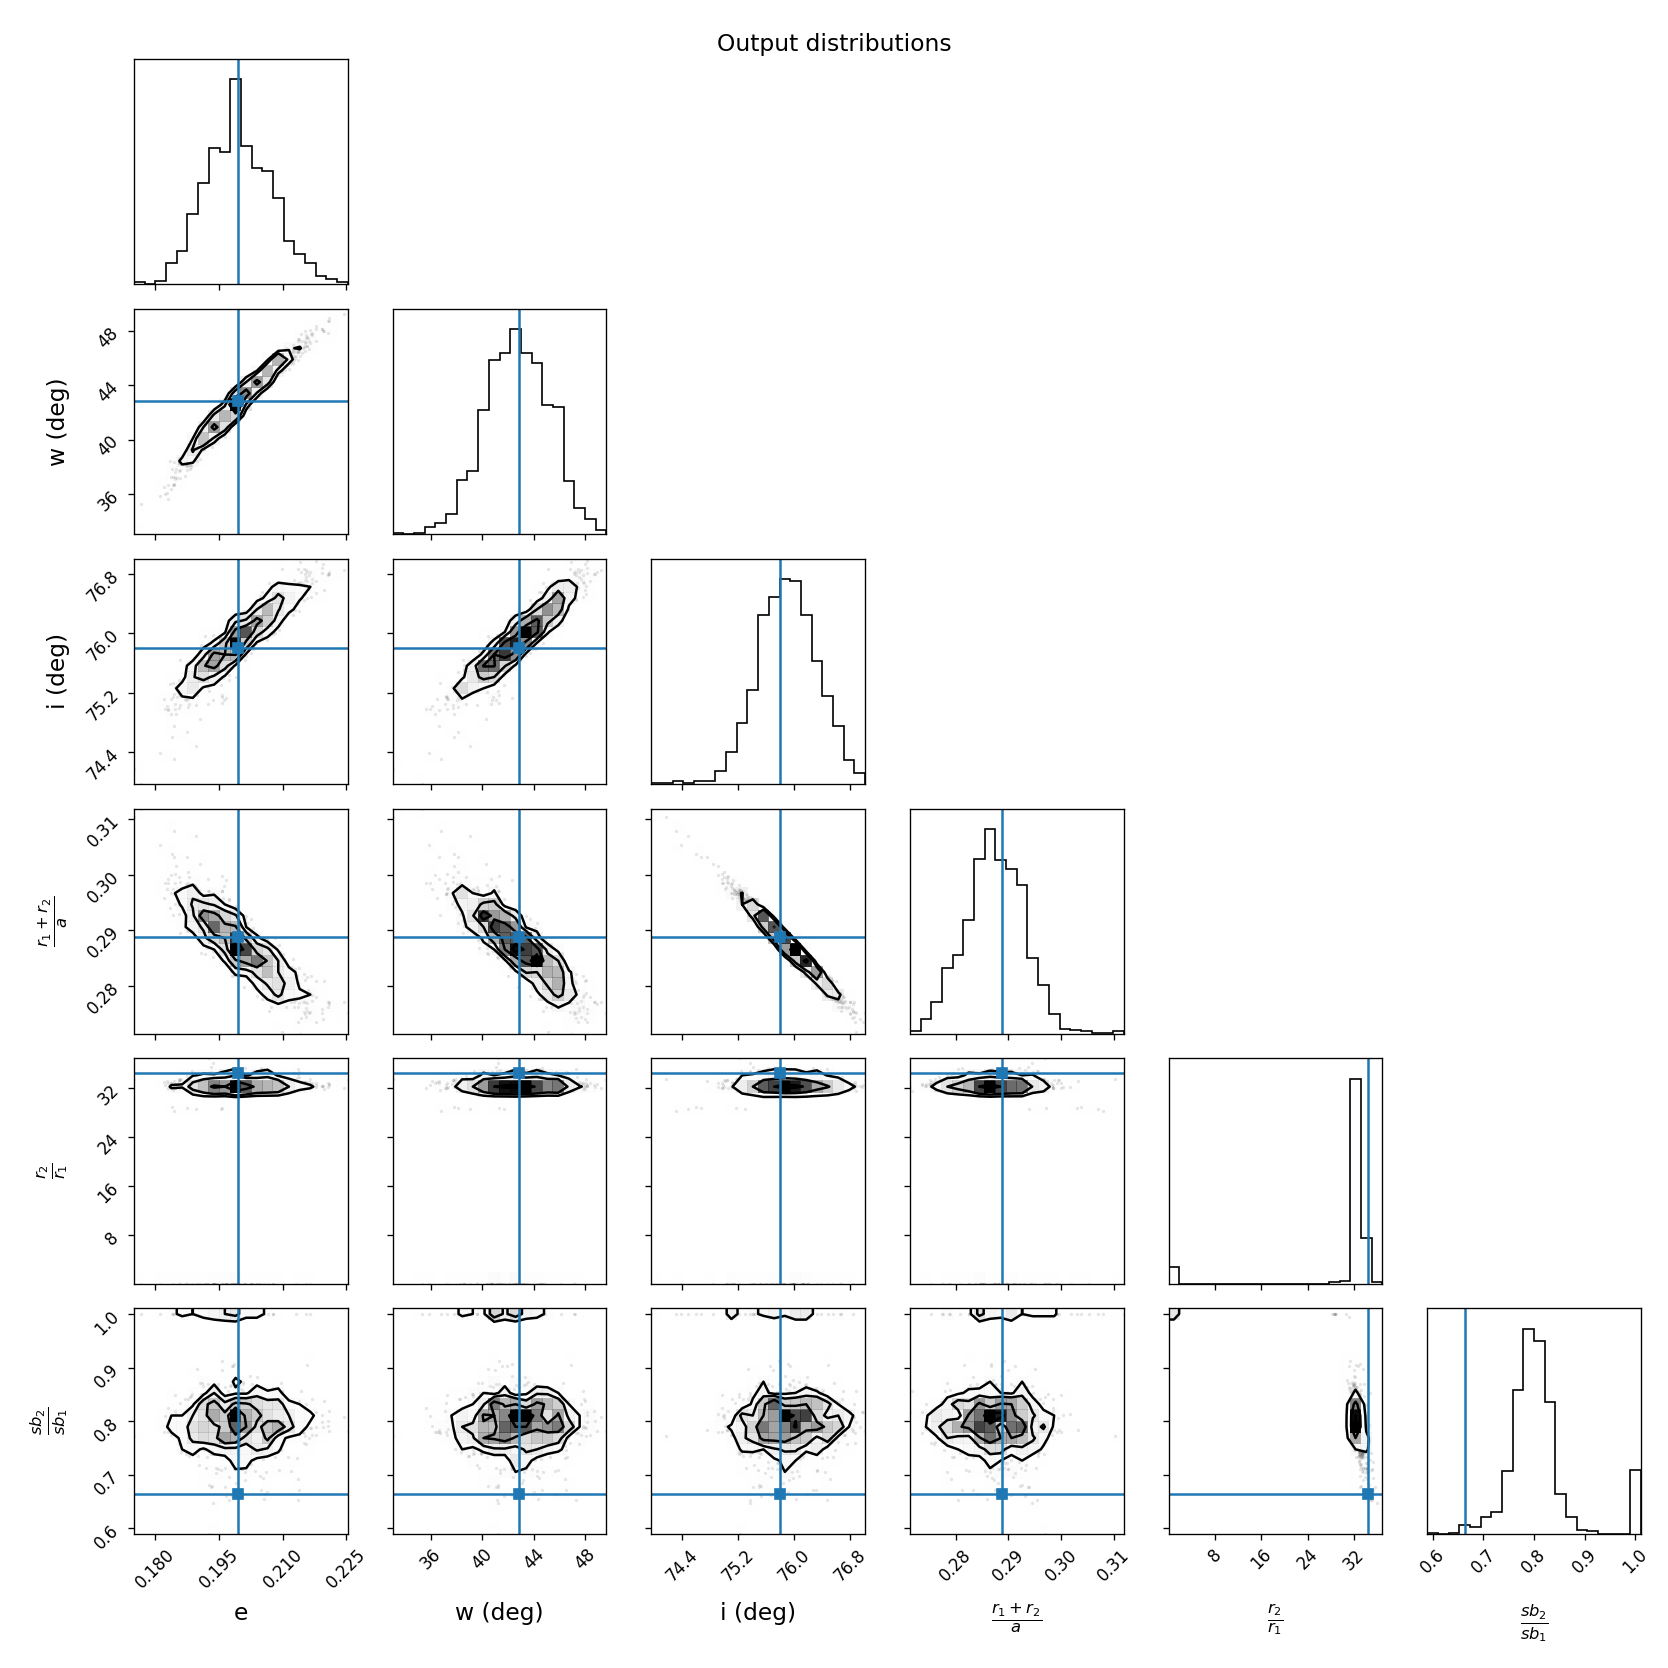 Output distributions
w (deg)
48
44
40
36
i (deg)
76.8
76.0
75.2
74.4
r₁ + r₂
a
0.31
0.30
0.29
0.28
r₂
r₁
32
24
16
8
sb₂
sb₁
1.0
0.9
0.8
0.7
0.6
0.180 0.195 0.210 0.225
36 40 44 48
74.4 75.2 76.0 76.8
0.28 0.29 0.30 0.31
8 16 24 32
0.6 0.7 0.8 0.9 1.0
e
w (deg)
i (deg)
r₁ + r₂
a
r₂
r₁
sb₂
sb₁